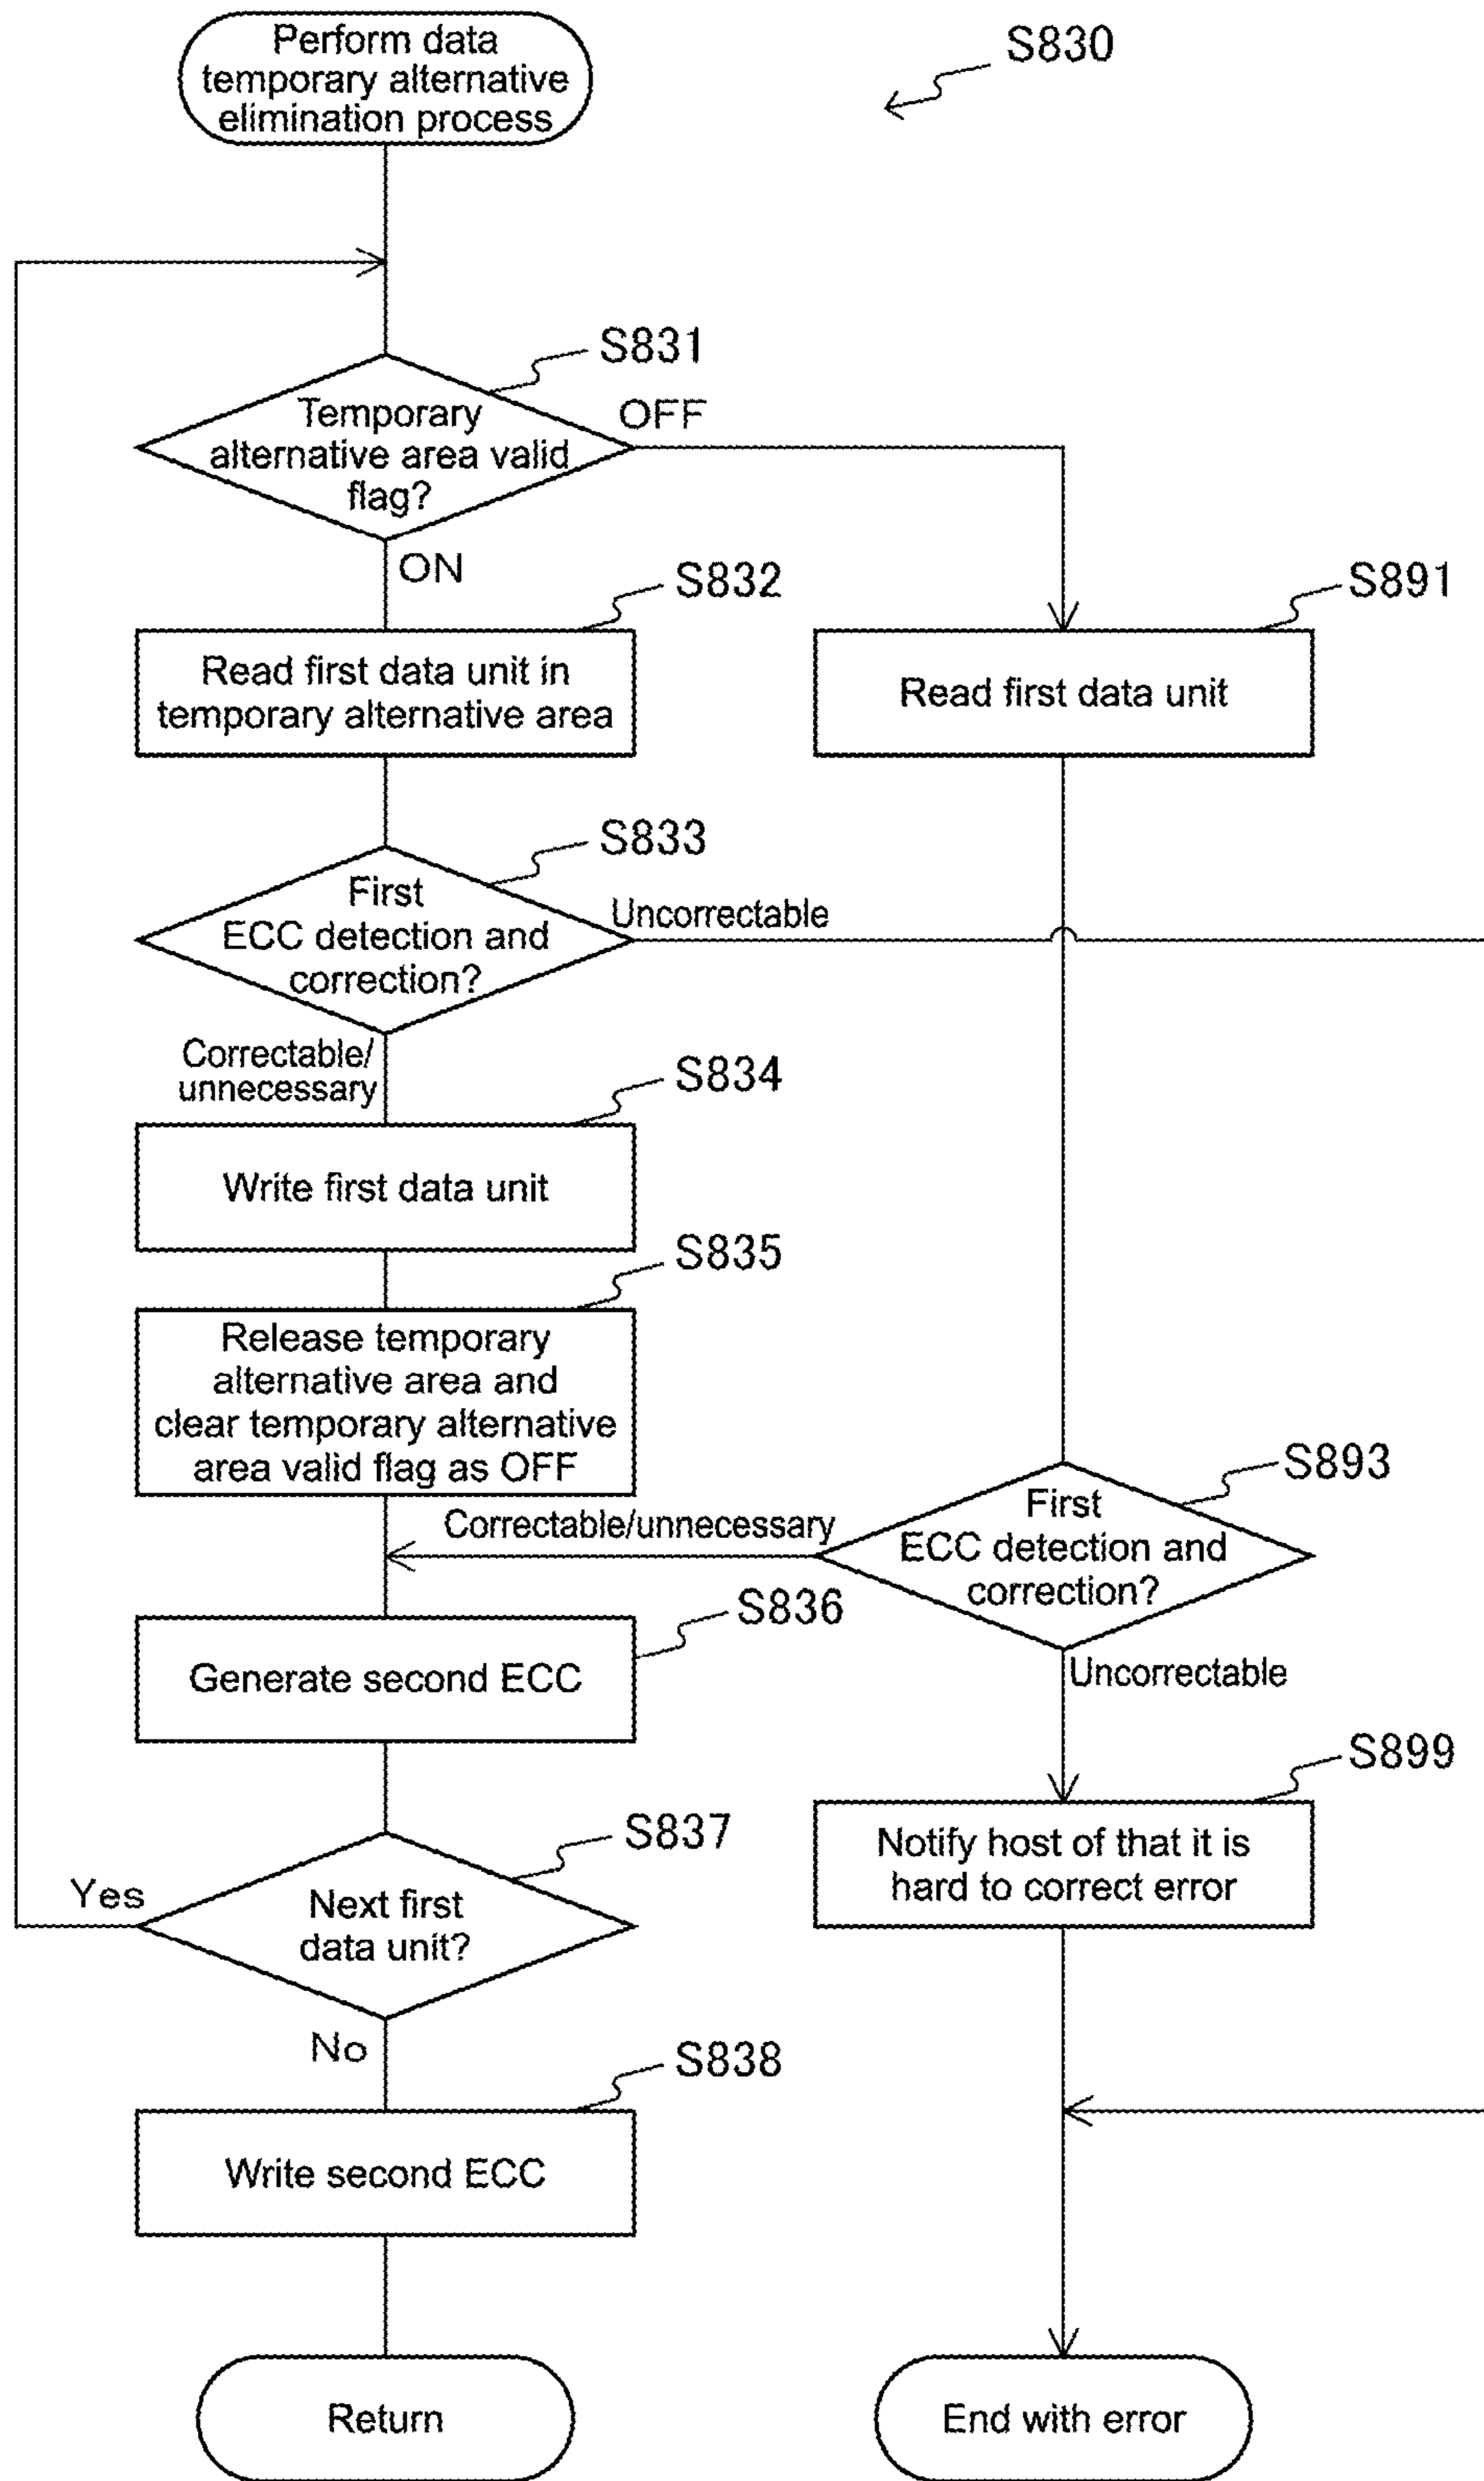 Perform data
temporary alternative
elimination process
S830
S831
Temporary
alternative area valid
flag?
OFF
ON
S832
Read first data unit in
temporary alternative area
S891
Read first data unit
S833
First
ECC detection and
correction?
Uncorrectable
Correctable/
unnecessary
S834
Write first data unit
S835
Release temporary
alternative area and
clear temporary alternative
area valid flag as OFF
S893
First
ECC detection and
correction?
Correctable/unnecessary
Uncorrectable
S836
Generate second ECC
S899
Notify host of that it is
hard to correct error
S837
Next first
data unit?
Yes
No
S838
Write second ECC
Return
End with error